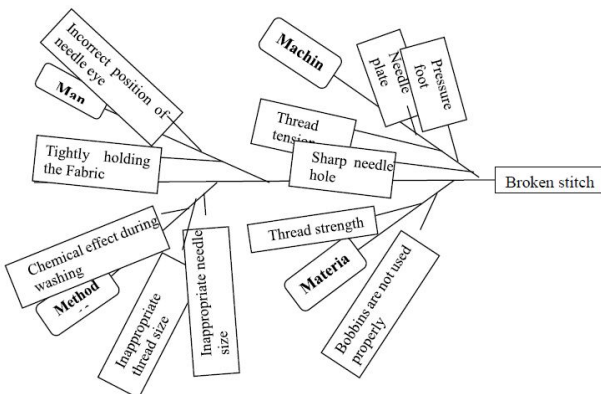 Incorrect position of
needle eye
Man
Machin
Needle
plate
Pressure
foot
Thread
tension
Tightly holding
the Fabric
Sharp needle
hole
Broken stitch
Chemical effect during
washing
Method
Inappropriate
thread size
Inappropriate needle
size
Thread strength
Materia
Bobbins are not used
properly